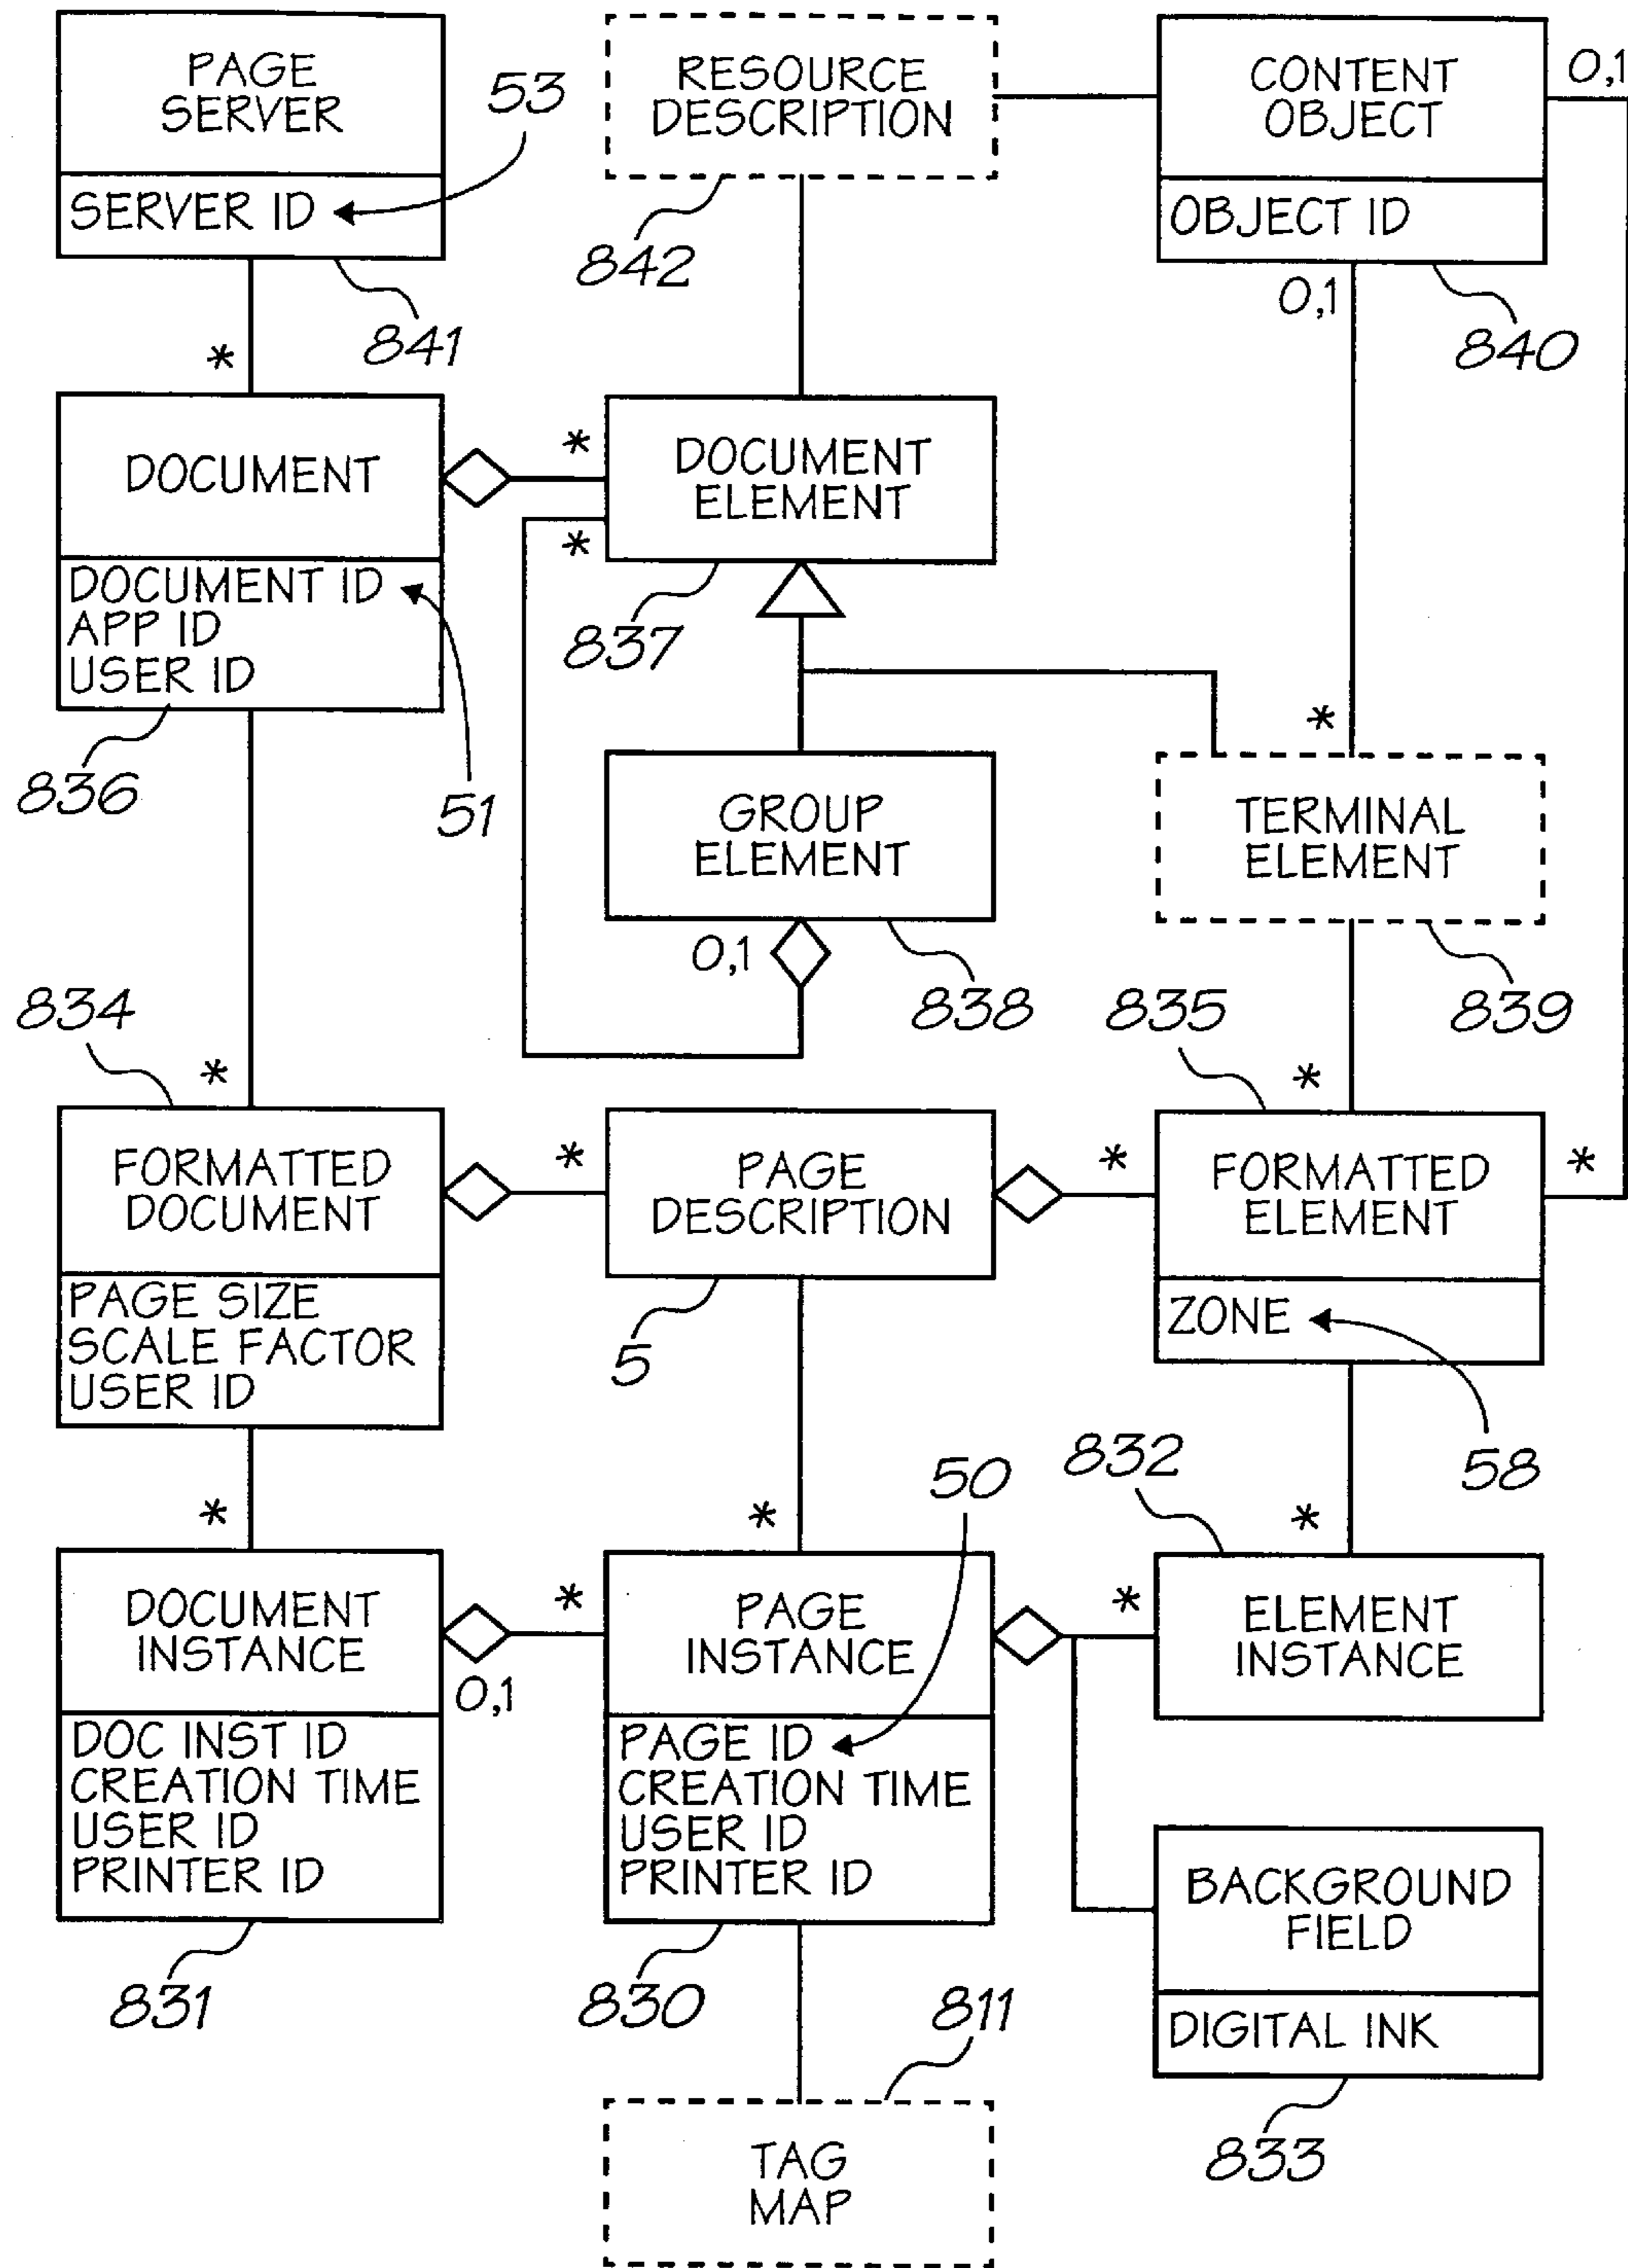 PAGE
SERVER
SERVER ID
53
841
RESOURCE
DESCRIPTION
842
CONTENT
OBJECT
OBJECT ID
0,1
0,1
840
*
DOCUMENT
DOCUMENT ID
APP ID
USER ID
836
51
*
*
DOCUMENT
ELEMENT
837
GROUP
ELEMENT
0,1
838
*
TERMINAL
ELEMENT
839
834
*
FORMATTED
DOCUMENT
PAGE SIZE
SCALE FACTOR
USER ID
*
PAGE
DESCRIPTION
5
835
*
*
FORMATTED
ELEMENT
*
ZONE
58
*
DOCUMENT
INSTANCE
DOC INST ID
CREATION TIME
USER ID
PRINTER ID
831
0,1
*
*
50
PAGE
INSTANCE
PAGE ID
CREATION TIME
USER ID
PRINTER ID
830
832
*
*
ELEMENT
INSTANCE
BACKGROUND
FIELD
DIGITAL INK
833
811
TAG
MAP